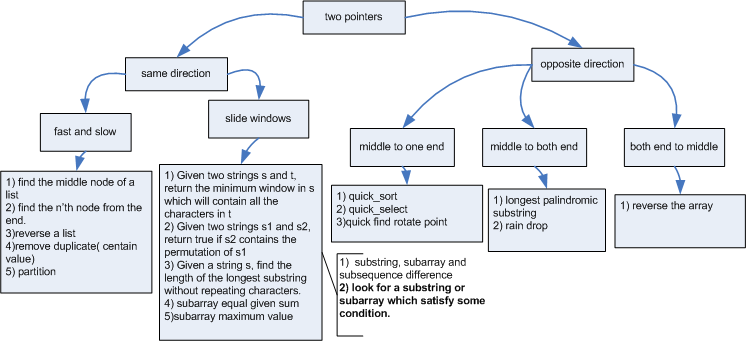 two pointers
same direction
opposite direction
fast and slow
slide windows
middle to one end
middle to both end
both end to middle
1) find the middle node of a
list
2) find the n'th node from the
end.
3)reverse a list
4)remove duplicate( centain
value)
5) partition
1) Given two strings s and t,
return the minimum window in s
which will contain all the
characters in t
2) Given two strings s1 and s2,
return true if s2 contains the
permutation of s1
3) Given a string s, find the
length of the longest substring
without repeating characters.
4) subarray equal given sum
5)subarray maximum value
1) quick_sort
2) quick_select
3)quick find rotate point
1) longest palindromic
substring
2) rain drop
1) reverse the array
1) substring, subarray and
subsequence difference
2) look for a substring or
subarray which satisfy some
condition.